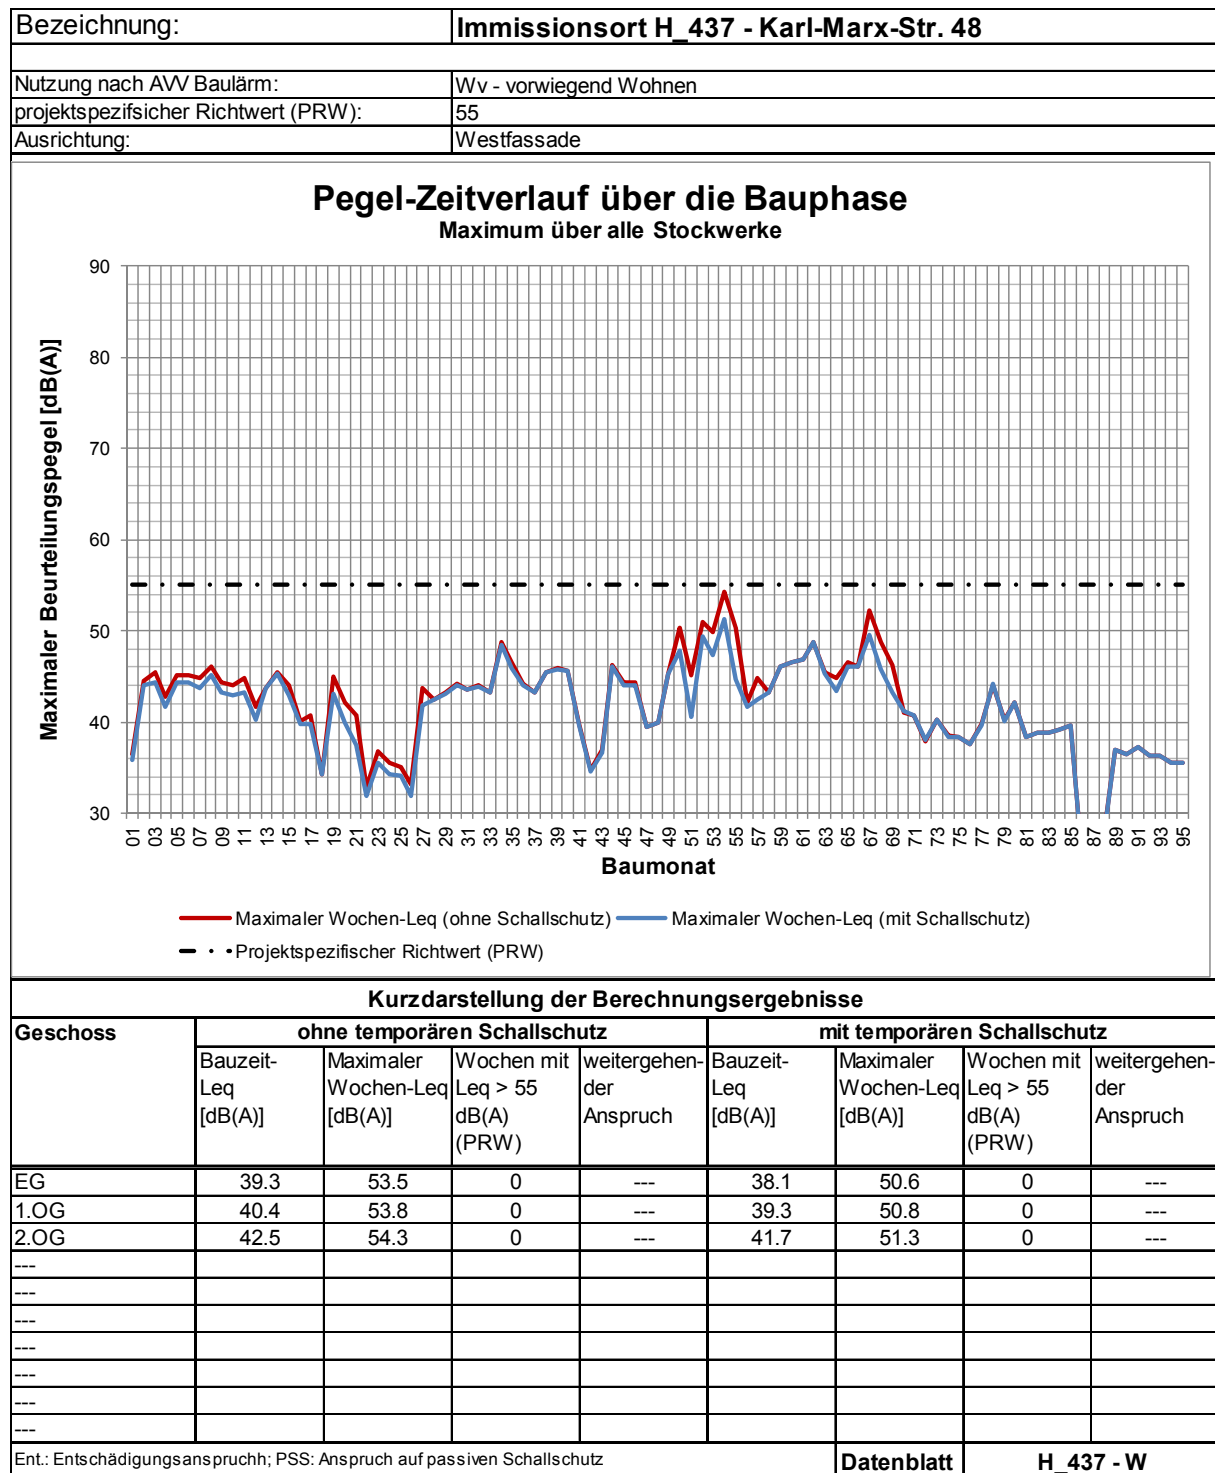 Bezeichnung: Immissionsort H_437 - Karl-Marx-Str. 48
Nutzung nach AVV Baulärm: Wv - vorwiegend Wohnen
projektspezifsicher Richtwert (PRW): 55
Ausrichtung: Westfassade
Pegel-Zeitverlauf über die Bauphase
Maximum über alle Stockwerke
Maximaler Beurteilungspegel [dB(A)]
90
80
70
60
50
40
30
01 03 05 07 09 11 13 15 17 19 21 23 25 27 29 31 33 35 37 39 41 43 45 47 49 51 53 55 57 59 61 63 65 67 69 71 73 75 77 79 81 83 85 87 89 91 93 95
Baumonat
Maximaler Wochen-Leq (ohne Schallschutz) Maximaler Wochen-Leq (mit Schallschutz)
Projektspezifischer Richtwert (PRW)
Kurzdarstellung der Berechnungsergebnisse
Geschoss ohne temporären Schallschutz mit temporären Schallschutz
Bauzeit- Maximaler Wochen mit weitergehen- Bauzeit- Maximaler Wochen mit weitergehen-
Leq Wochen-Leq Leq > 55 der Leq Wochen-Leq Leq > 55 der
[dB(A)] [dB(A)] dB(A) Anspruch [dB(A)] [dB(A)] dB(A) Anspruch
(PRW) (PRW)
EG 39.3 53.5 0 --- 38.1 50.6 0 ---
1.OG 40.4 53.8 0 --- 39.3 50.8 0 ---
2.OG 42.5 54.3 0 --- 41.7 51.3 0 ---
---
---
---
---
---
---
---
Ent.: Entschädigungsanspruchh; PSS: Anspruch auf passiven Schallschutz Datenblatt H_437 - W